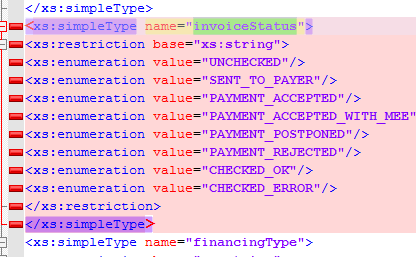 </xs:simpleType>
<xs:simpleType name="invoiceStatus">
<xs:restriction base="xs:string">
<xs:enumeration value="UNCHECKED"/>
<xs:enumeration value="SENT_TO_PAYER"/>
<xs:enumeration value="PAYMENT_ACCEPTED"/>
<xs:enumeration value="PAYMENT_ACCEPTED_WITH_MEE"
<xs:enumeration value="PAYMENT_POSTPONED"/>
<xs:enumeration value="PAYMENT_REJECTED"/>
<xs:enumeration value="CHECKED_OK"/>
<xs:enumeration value="CHECKED_ERROR"/>
</xs:restriction>
</xs:simpleType>
<xs:simpleType name="financingType">